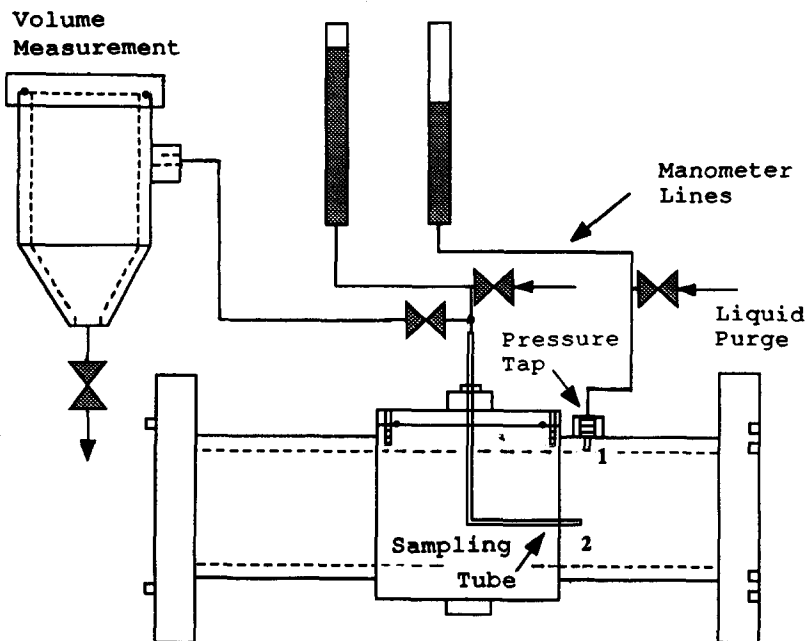 Volume
Measurement
Manometer
Lines
Liquid
Purge
Pressure
Tap
1
2
Sampling
Tube